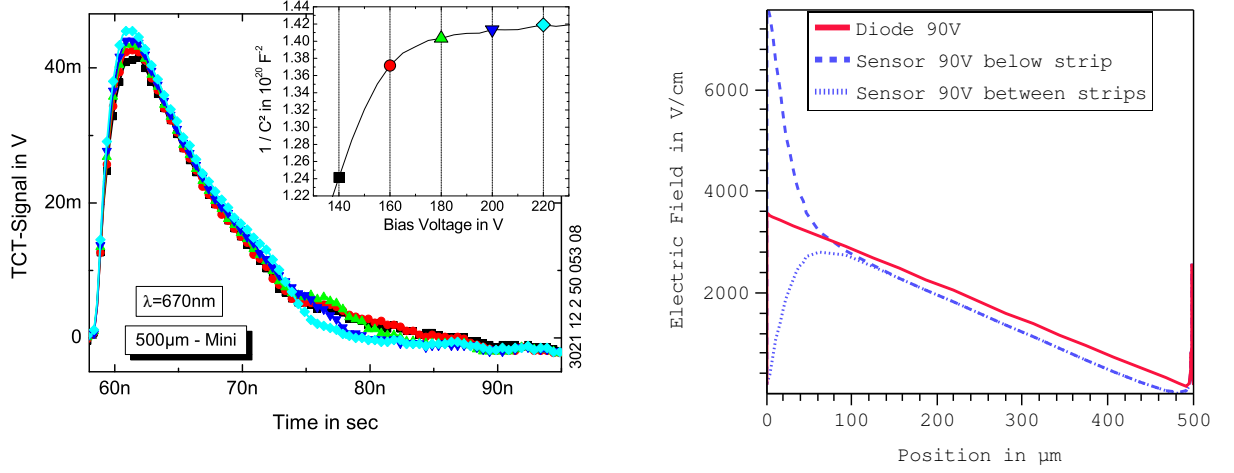 TCT-Signal in V
40m
20m
0
60n
70n
80n
90n
Time in sec
λ=670nm
500µm - Mini
3021 12 2 50 053 08
1 / C² in 10²⁰ F⁻²
1.44
1.42
1.40
1.38
1.36
1.34
1.32
1.30
1.28
1.26
1.24
1.22
140
160
180
200
220
Bias Voltage in V
Electric Field in V/cm
6000
4000
2000
Diode 90V
Sensor 90V below strip
Sensor 90V between strips
0
100
200
300
400
500
Position in µm